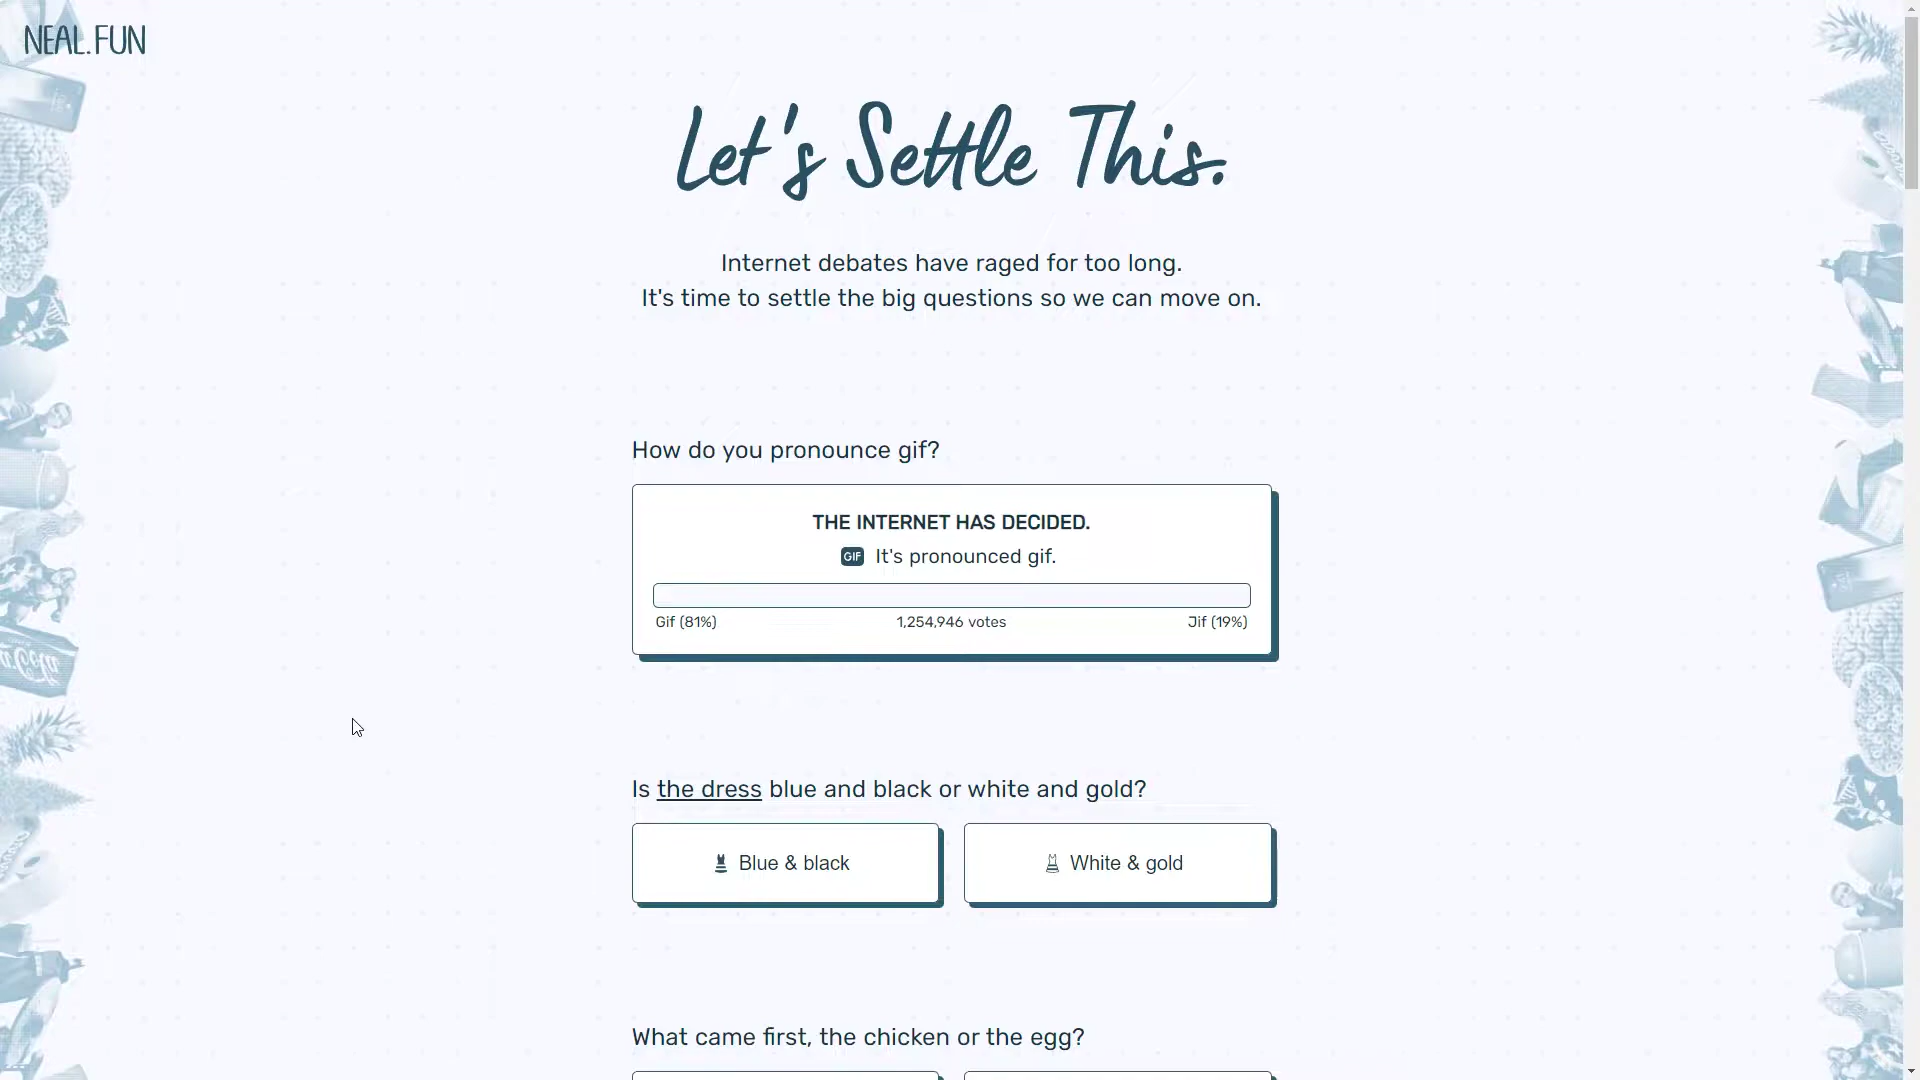 NEAL.FUN
Let's Settle This.
Internet debates have raged for too long.
It's time to settle the big questions so we can move on.
How do you pronounce gif?
THE INTERNET HAS DECIDED.
GIF It's pronounced gif.
Gif (81%) 1,254,946 votes Jif (19%)
Is the dress blue and black or white and gold?
Blue & black White & gold
What came first, the chicken or the egg?